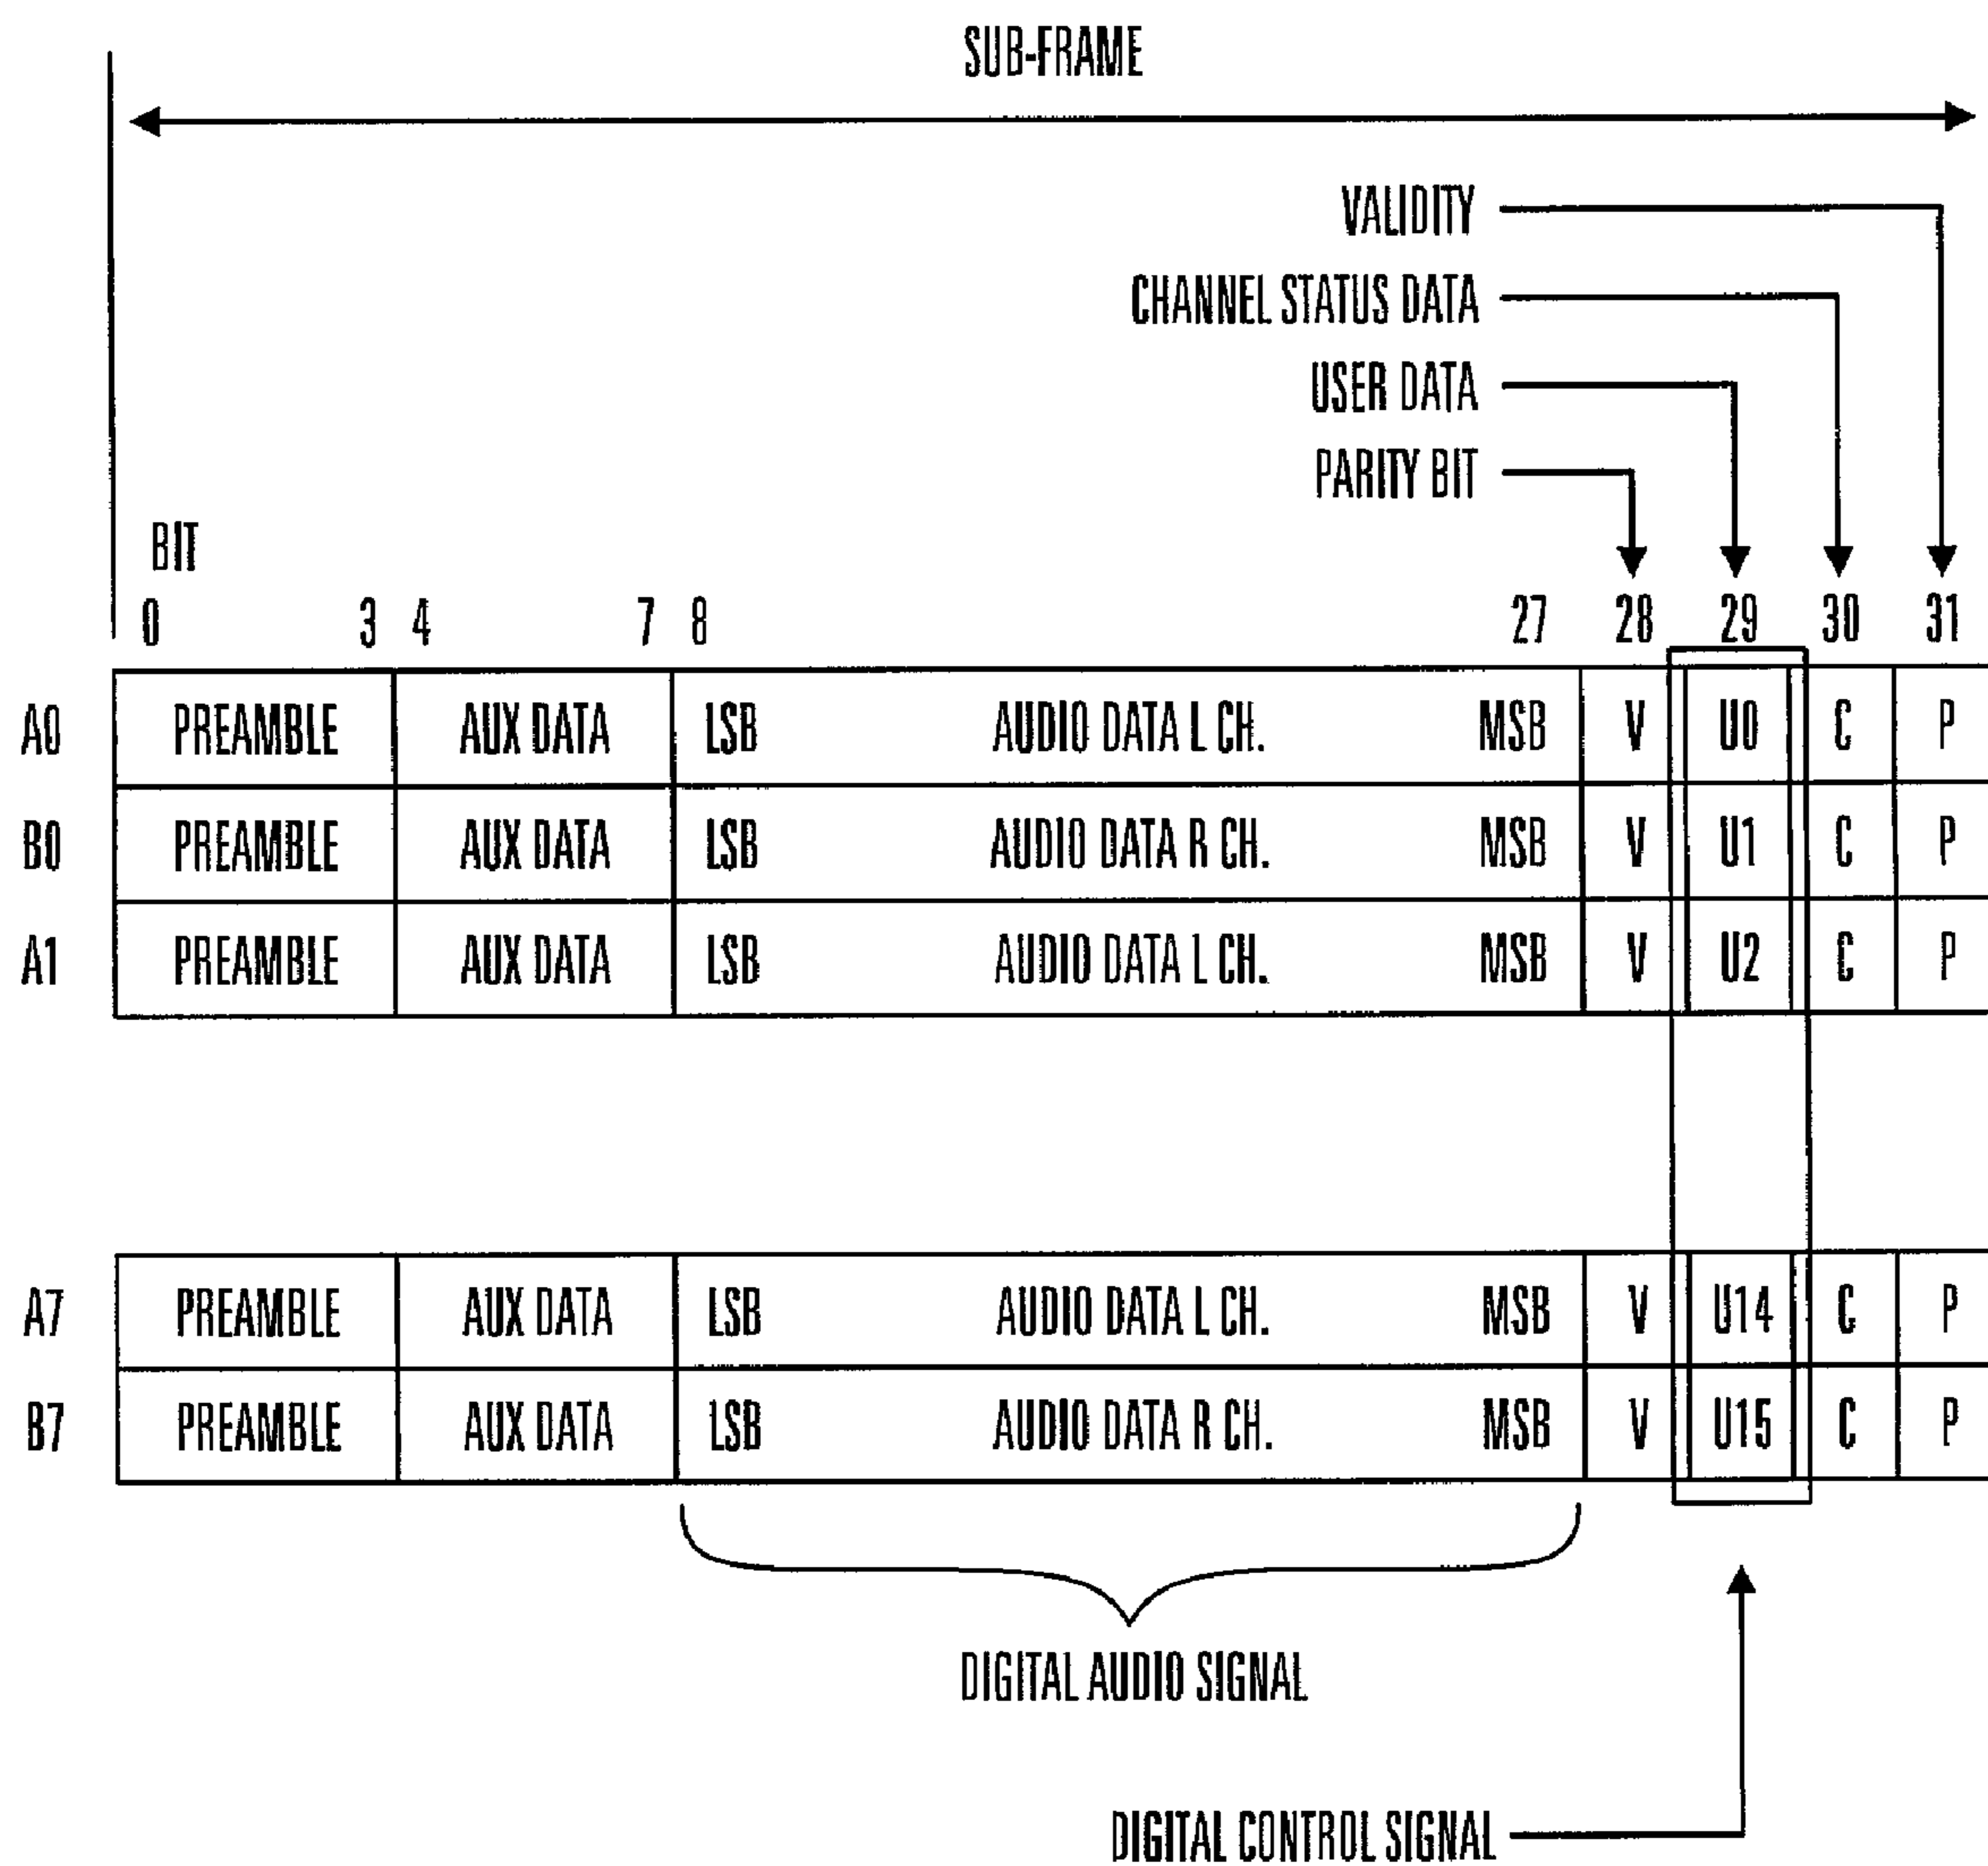 SUB-FRAME
VALIDITY
CHANNEL STATUS DATA
USER DATA
PARITY BIT
BIT
0 3 4 7 8 27 28 29 30 31
A0 PREAMBLE AUX DATA LSB AUDIO DATA L CH. MSB V U0 C P
B0 PREAMBLE AUX DATA LSB AUDIO DATA R CH. MSB V U1 C P
A1 PREAMBLE AUX DATA LSB AUDIO DATA L CH. MSB V U2 C P
A7 PREAMBLE AUX DATA LSB AUDIO DATA L CH. MSB V U14 C P
B7 PREAMBLE AUX DATA LSB AUDIO DATA R CH. MSB V U15 C P
DIGITAL AUDIO SIGNAL
DIGITAL CONTROL SIGNAL